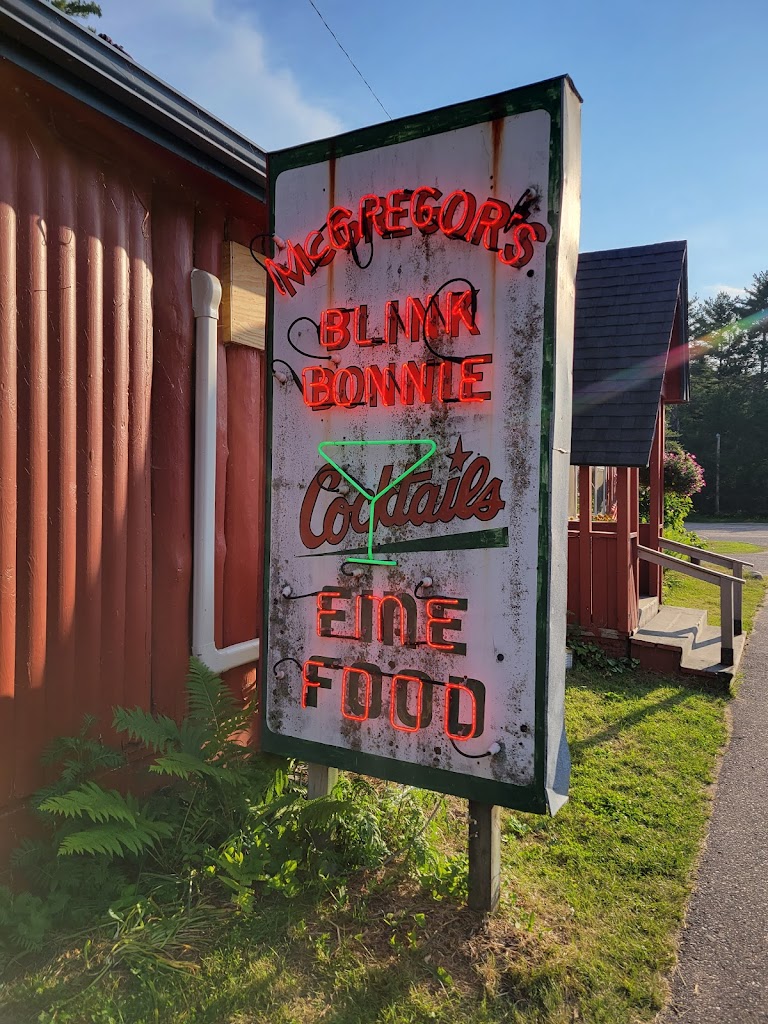 McGREGOR'S
BLINK
BONNIE
Cocktails
FINE
FOOD